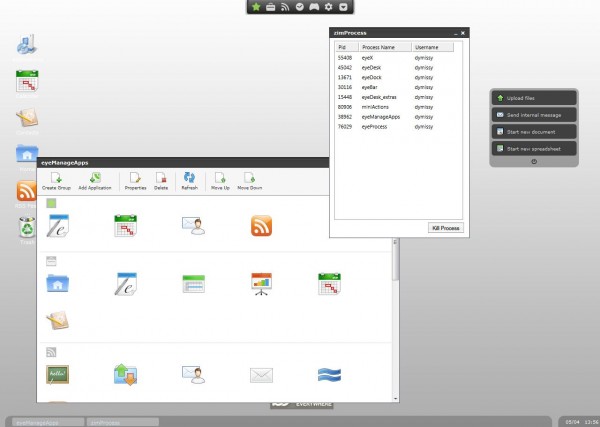 zimProcess
Pid Process Name Username
55408 eyeX dymissy
45042 eyeDesk dymissy
13671 eyeDock dymissy
30116 eyeBar dymissy
15448 eyeDesk_extras dymissy
80906 miniActions dymissy
38962 eyeManageApps dymissy
76029 eyeProcess dymissy
Kill Process
Upload files
Send internal message
Start new document
Start new spreadsheet
eyeManageApps
Create Group Add Application Properties Delete Refresh Move Up Move Down
hello!
Trash
EVERYWHERE
eyeManageApps zimProcess
05/04 13:56